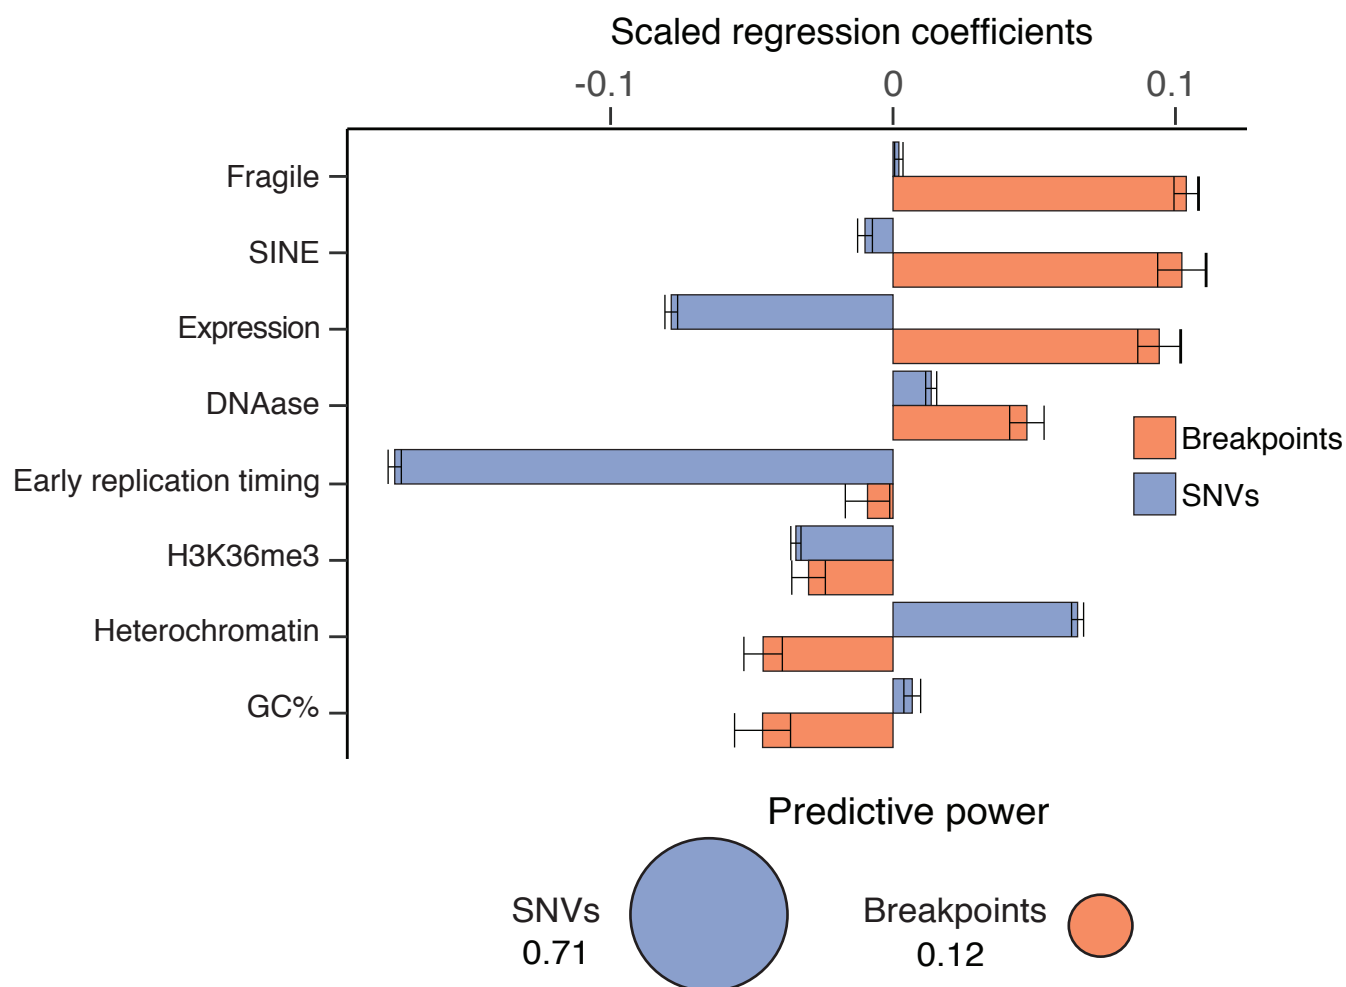 Scaled regression coefficients
-0.1 0 0.1
Fragile
SINE
Expression
DNAase
Early replication timing
H3K36me3
Heterochromatin
GC%
Breakpoints
SNVs
Predictive power
SNVs
0.71
Breakpoints
0.12